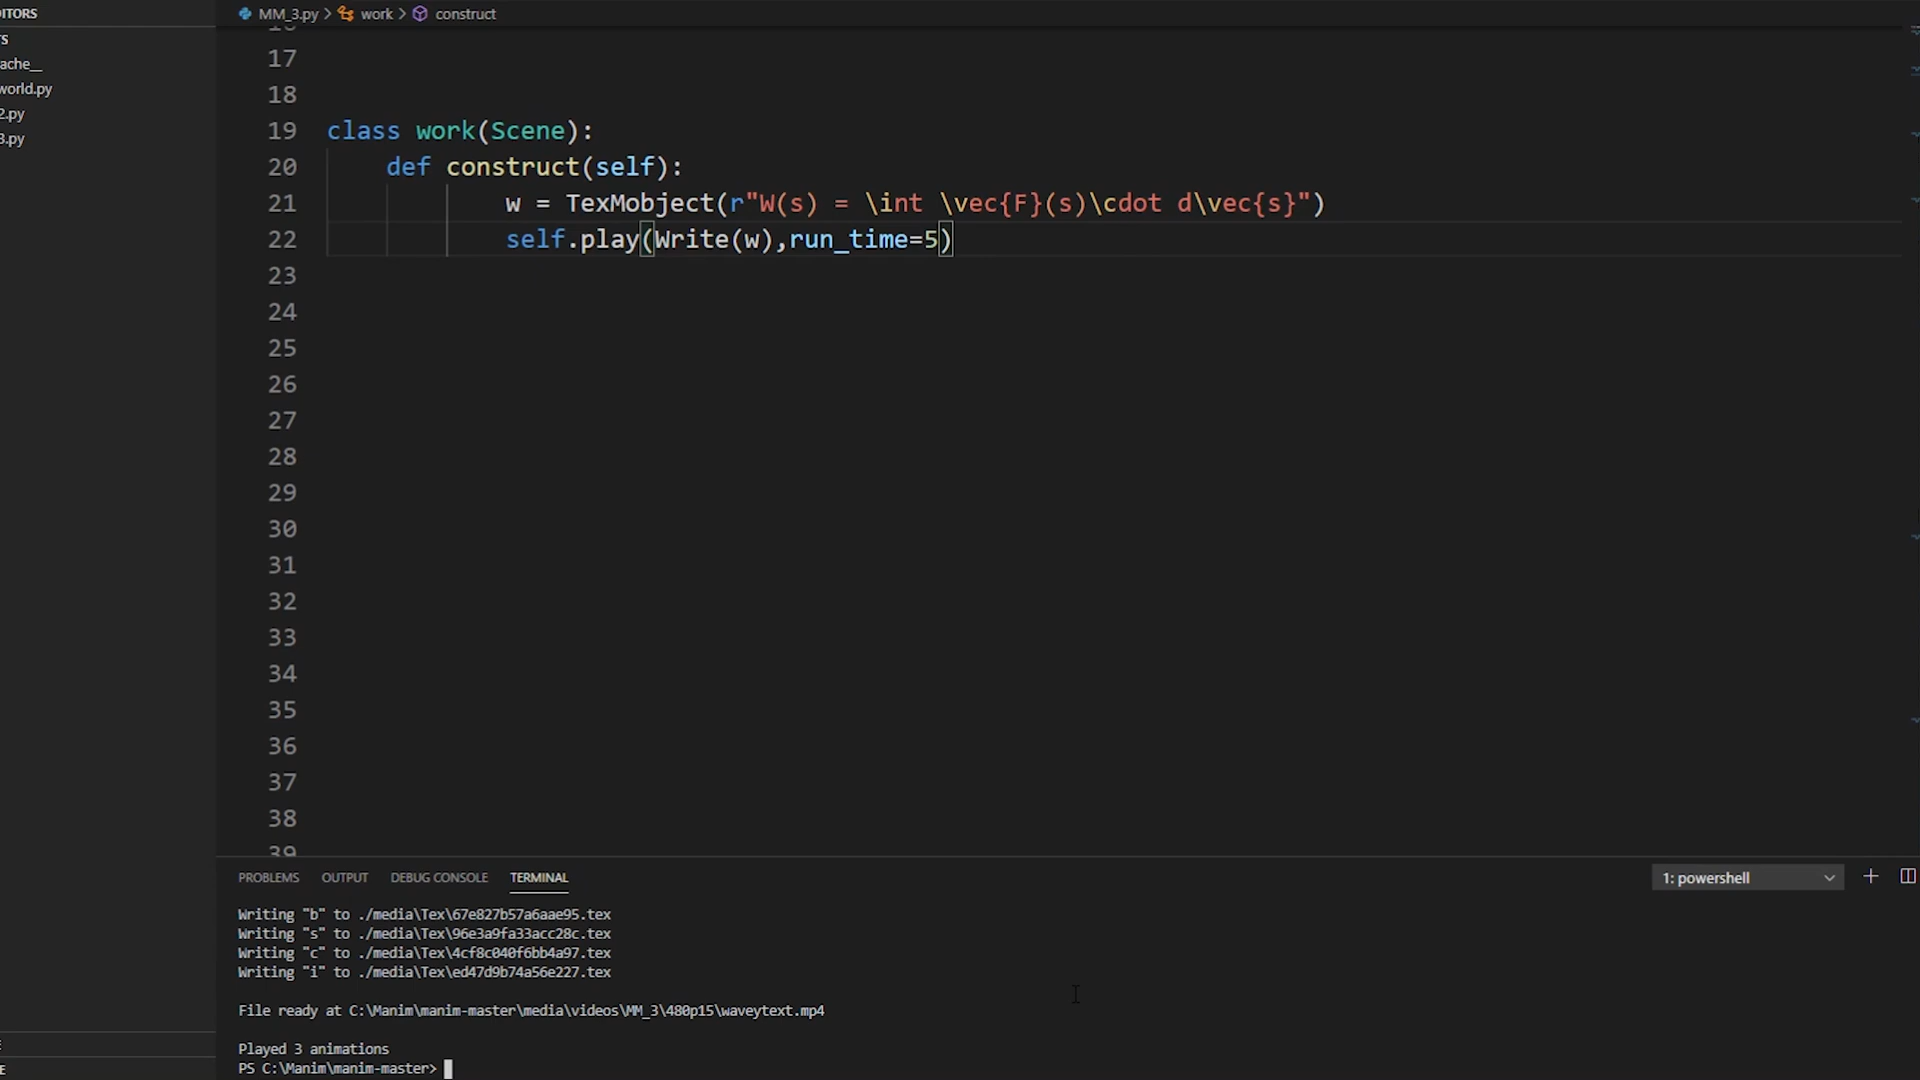 ITORS
MM_3.py > work > construct
S
ache__
world.py
2.py
3.py
17
18
19 class work(Scene):
20 def construct(self):
21 w = TexMobject(r"W(s) = \int \vec{F}(s)\cdot d\vec{s}")
22 self.play(Write(w),run_time=5)
23
24
25
26
27
28
29
30
31
32
33
34
35
36
37
38
39
PROBLEMS OUTPUT DEBUG CONSOLE TERMINAL 1: powershell
Writing "b" to ./media\Tex\67e827b57a6aae95.tex
Writing "s" to ./media\Tex\96e3a9fa33acc28c.tex
Writing "c" to ./media\Tex\4cf8c040f6bb4a97.tex
Writing "i" to ./media\Tex\ed47d9b74a56e227.tex
File ready at C:\Manim\manim-master\media\videos\MM_3\480p15\waveytext.mp4
Played 3 animations
PS C:\Manim\manim-master>
E
E